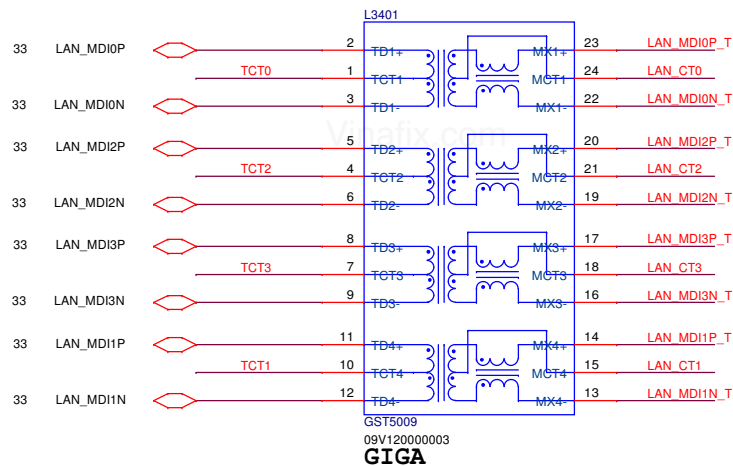 L3401
33 LAN_MDI0P 2 TD1+ MX1+ 23 LAN_MDI0P_T
TCT0 1 TCT1 MCT1 24 LAN_CT0
33 LAN_MDI0N 3 TD1- MX1- 22 LAN_MDI0N_T
Vinafix.com
33 LAN_MDI2P 5 TD2+ MX2+ 20 LAN_MDI2P_T
TCT2 4 TCT2 MCT2 21 LAN_CT2
33 LAN_MDI2N 6 TD2- MX2- 19 LAN_MDI2N_T
33 LAN_MDI3P 8 TD3+ MX3+ 17 LAN_MDI3P_T
TCT3 7 TCT3 MCT3 18 LAN_CT3
33 LAN_MDI3N 9 TD3- MX3- 16 LAN_MDI3N_T
33 LAN_MDI1P 11 TD4+ MX4+ 14 LAN_MDI1P_T
TCT1 10 TCT4 MCT4 15 LAN_CT1
33 LAN_MDI1N 12 TD4- MX4- 13 LAN_MDI1N_T
GST5009
09V120000003
GIGA